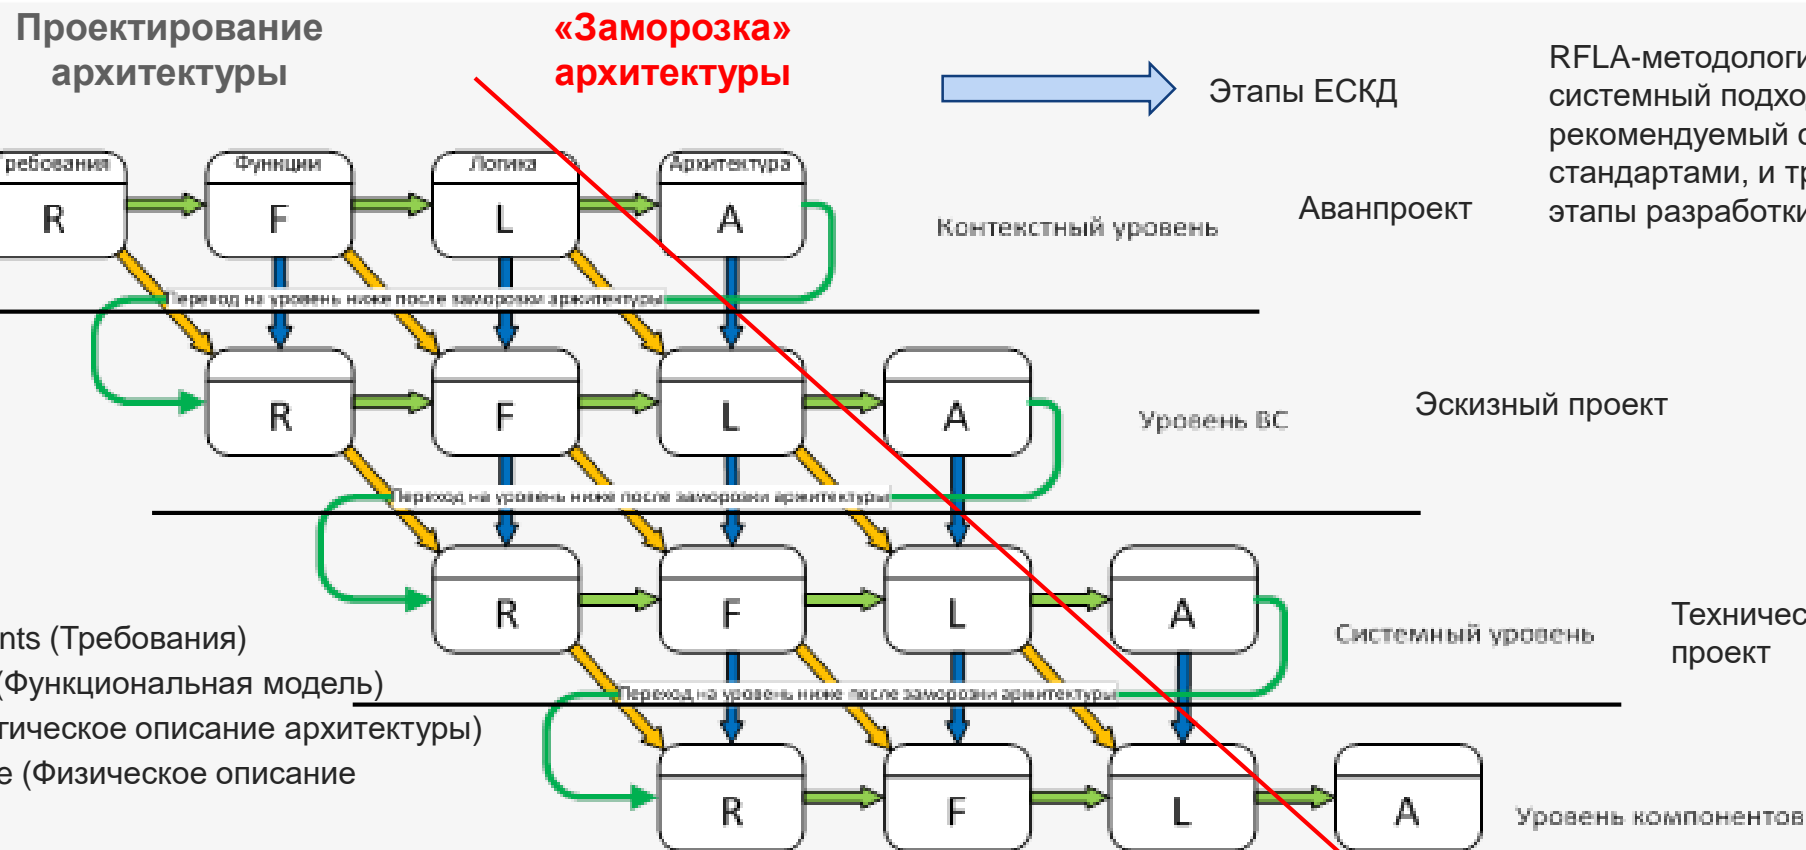 Проектирование
архитектуры
«Заморозка»
архитектуры
Этапы ЕСКД
RFLA-методологи
системный подхо
рекомендуемый
стандартами, и тр
этапы разработки
ребования
Функции
Логика
Архитектура
R
F
L
A
Контекстный уровень
Аванпроект
Переход на уровень ниже после заморозки архитектуры
R
F
L
A
Уровень ВС
Эскизный проект
Переход на уровень ниже после заморозки архитектуры
R
F
L
A
Системный уровень
Техничес
проект
nts (Требования)
(Функциональная модель)
гическое описание архитектуры)
e (Физическое описание
Переход на уровень ниже после заморозки архитектуры
R
F
L
A
Уровень компонентов